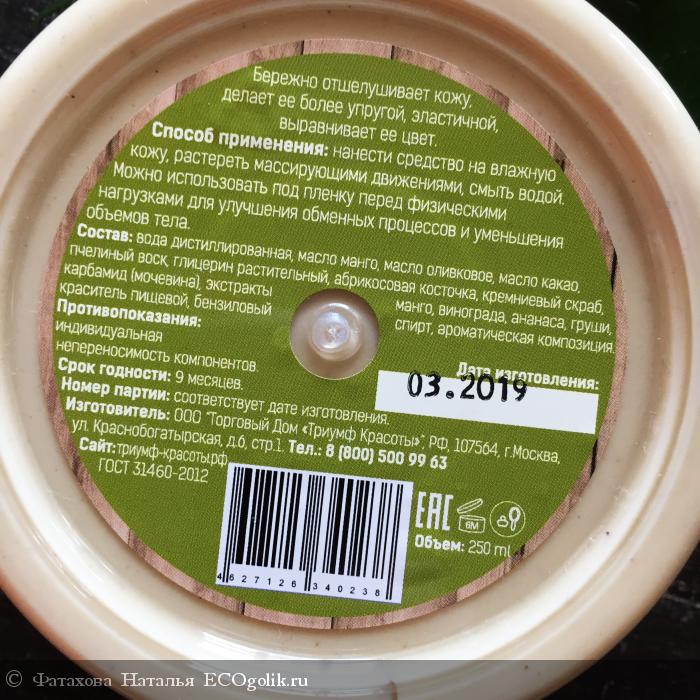 Бережно отшелушивает кожу,
делает ее более упругой, эластичной,
выравнивает ее цвет.
Способ применения: нанести средство на влажную
кожу, растереть массирующими движениями, смыть водой.
Можно использовать под пленку перед физическими
нагрузками для улучшения обменных процессов и уменьшения
объемов тела.
Состав: вода дистиллированная, масло манго, масло оливковое, масло какао,
пчелиный воск, глицерин растительный, абрикосовая косточка, кремниевый скраб,
карбамид (мочевина), экстракты манго, винограда, ананаса, груши,
краситель пищевой, бензиловый спирт, ароматическая композиция.
Противопоказания:
индивидуальная
непереносимость компонентов.
Дата изготовления:
03.2019
Срок годности: 9 месяцев.
Номер партии: соответствует дате изготовления.
Изготовитель: ООО "Торговый Дом «Триумф Красоты»", РФ, 107564, г.Москва,
ул. Краснобогатырская, д.6, стр.1. Тел.: 8 (800) 500 99 63
Сайт: триумф-красоты.рф
ГОСТ 31460-2012
EAC
6M
Объем: 250 ml
4 627126 340238
© Фатахова Наталья ECOgolik.ru